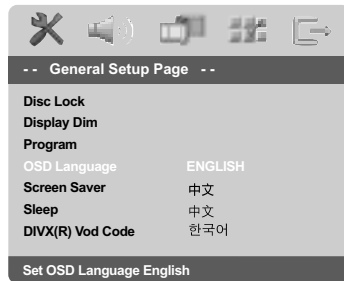 - -  General Setup Page  - -
Disc Lock
Display Dim
Program
OSD Language ENGLISH
Screen Saver 中文
Sleep 中文
DIVX(R) Vod Code 한국어
Set OSD Language English